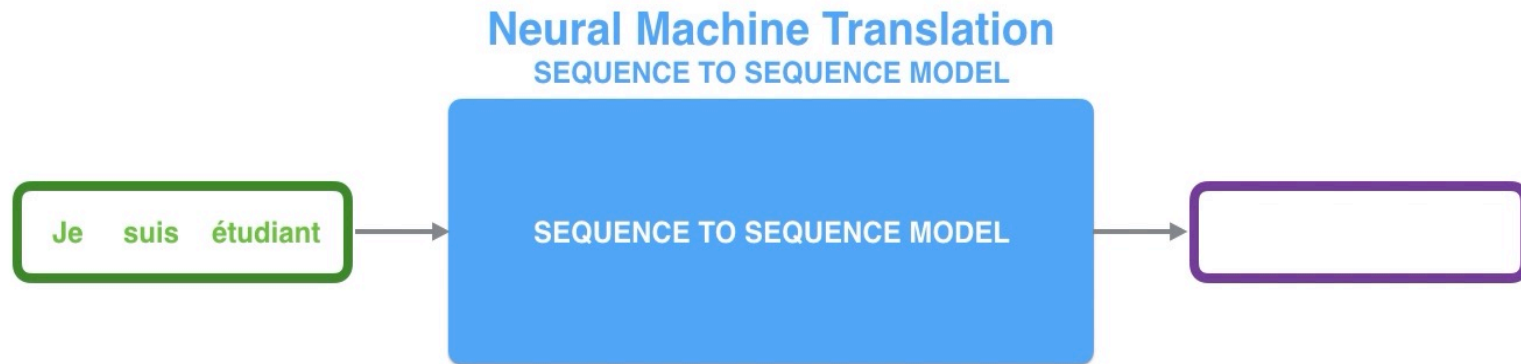 Neural Machine Translation
SEQUENCE TO SEQUENCE MODEL
Je suis étudiant
SEQUENCE TO SEQUENCE MODEL